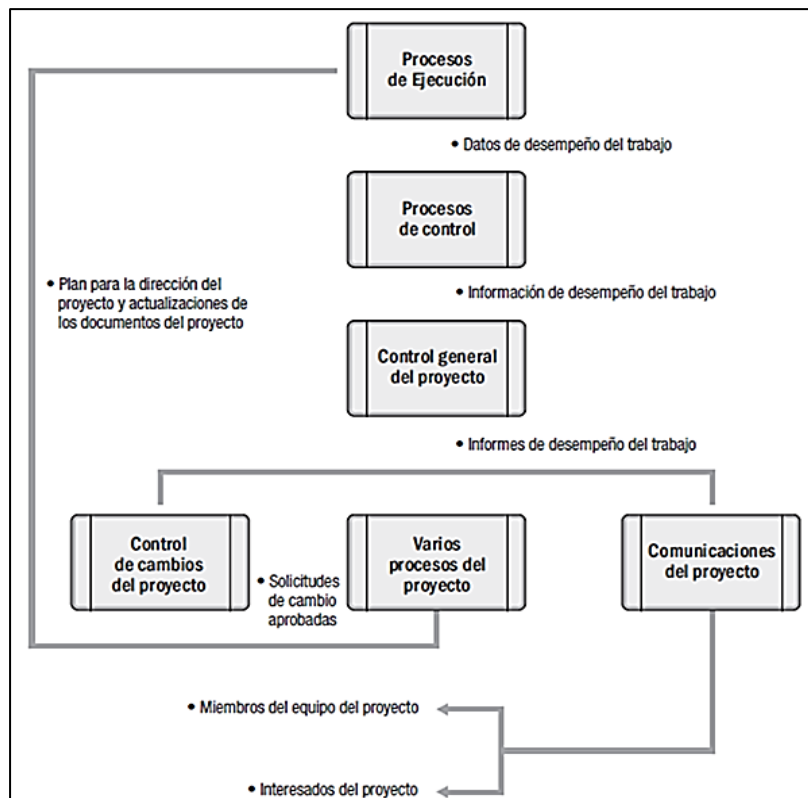 Procesos
de Ejecución
• Datos de desempeño del trabajo
Procesos
de control
• Plan para la dirección del
proyecto y actualizaciones de
los documentos del proyecto
• Información de desempeño del trabajo
Control general
del proyecto
• Informes de desempeño del trabajo
Control
de cambios
del proyecto
• Solicitudes
de cambio
aprobadas
Varios
procesos del
proyecto
Comunicaciones
del proyecto
• Miembros del equipo del proyecto
• Interesados del proyecto